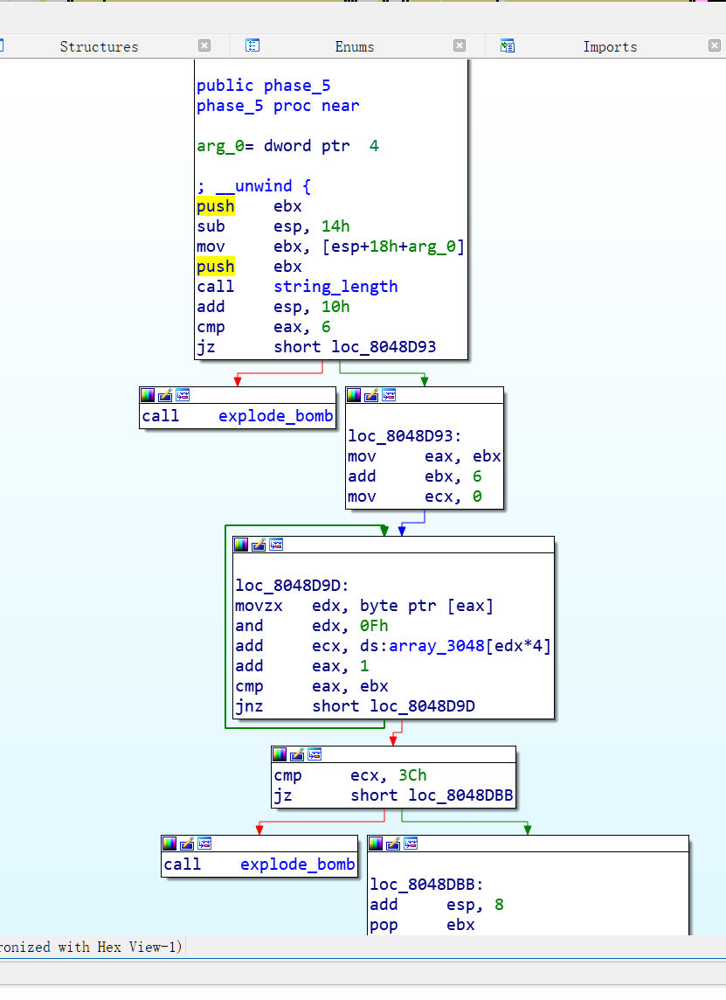 Structures
Enums
Imports
public phase_5
phase_5 proc near
arg_0= dword ptr  4
; __unwind {
push    ebx
sub     esp, 14h
mov     ebx, [esp+18h+arg_0]
push    ebx
call    string_length
add     esp, 10h
cmp     eax, 6
jz      short loc_8048D93
call    explode_bomb
loc_8048D93:
mov     eax, ebx
add     ebx, 6
mov     ecx, 0
loc_8048D9D:
movzx   edx, byte ptr [eax]
and     edx, 0Fh
add     ecx, ds:array_3048[edx*4]
add     eax, 1
cmp     eax, ebx
jnz     short loc_8048D9D
cmp     ecx, 3Ch
jz      short loc_8048DBB
call    explode_bomb
loc_8048DBB:
add     esp, 8
pop     ebx
ronized with Hex View-1)